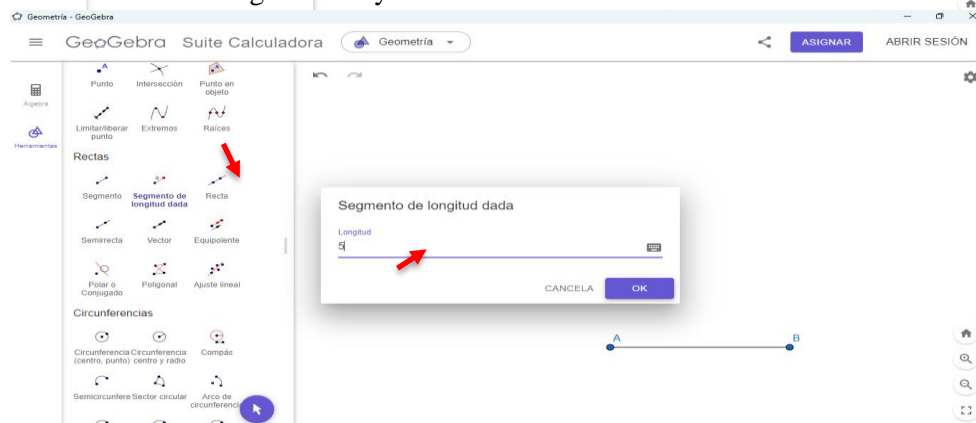 Geometría - GeoGebra
GeoGebra Suite Calculadora
Geometría
ASIGNAR
ABRIR SESIÓN
Álgebra
Herramientas
Punto
Intersección
Punto en
objeto
Limitar/liberar
punto
Extremos
Raíces
Rectas
Segmento
Segmento de
longitud dada
Recta
Semirrecta
Vector
Equipolente
Polar o
Conjugado
Poligonal
Ajuste lineal
Circunferencias
Circunferencia
(centro, punto)
Circunferencia:
centro y radio
Compás
Semicircunfere
Sector circular
Arco de
circunferenci
Segmento de longitud dada
Longitud
5
CANCELA
OK
A
B